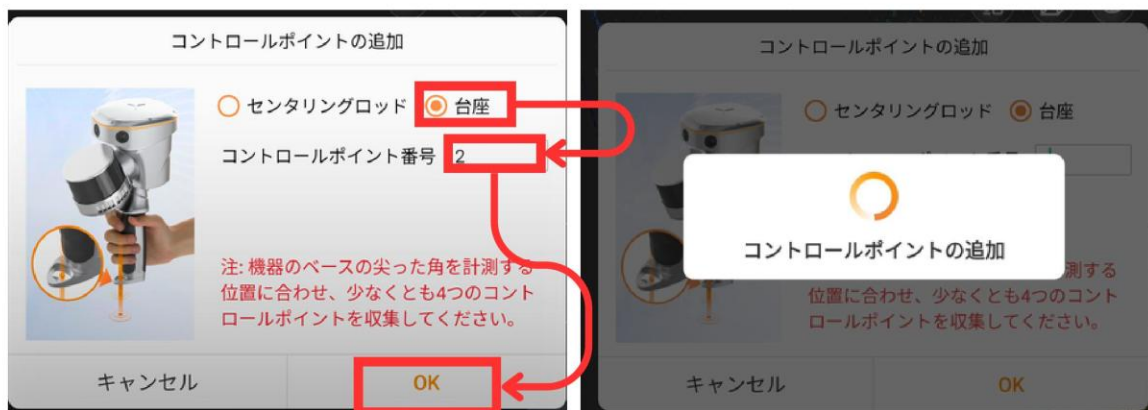 コントロールポイントの追加
センタリングロッド 台座
コントロールポイント番号 2
注: 機器のベースの尖った角を計測する
位置に合わせ、少なくとも4つのコント
ロールポイントを収集してください。
キャンセル OK
コントロールポイントの追加
センタリングロッド 台座
コントロールポイントの追加
測する
位置に合わせ、少なくとも4つのコント
ロールポイントを収集してください。
キャンセル OK